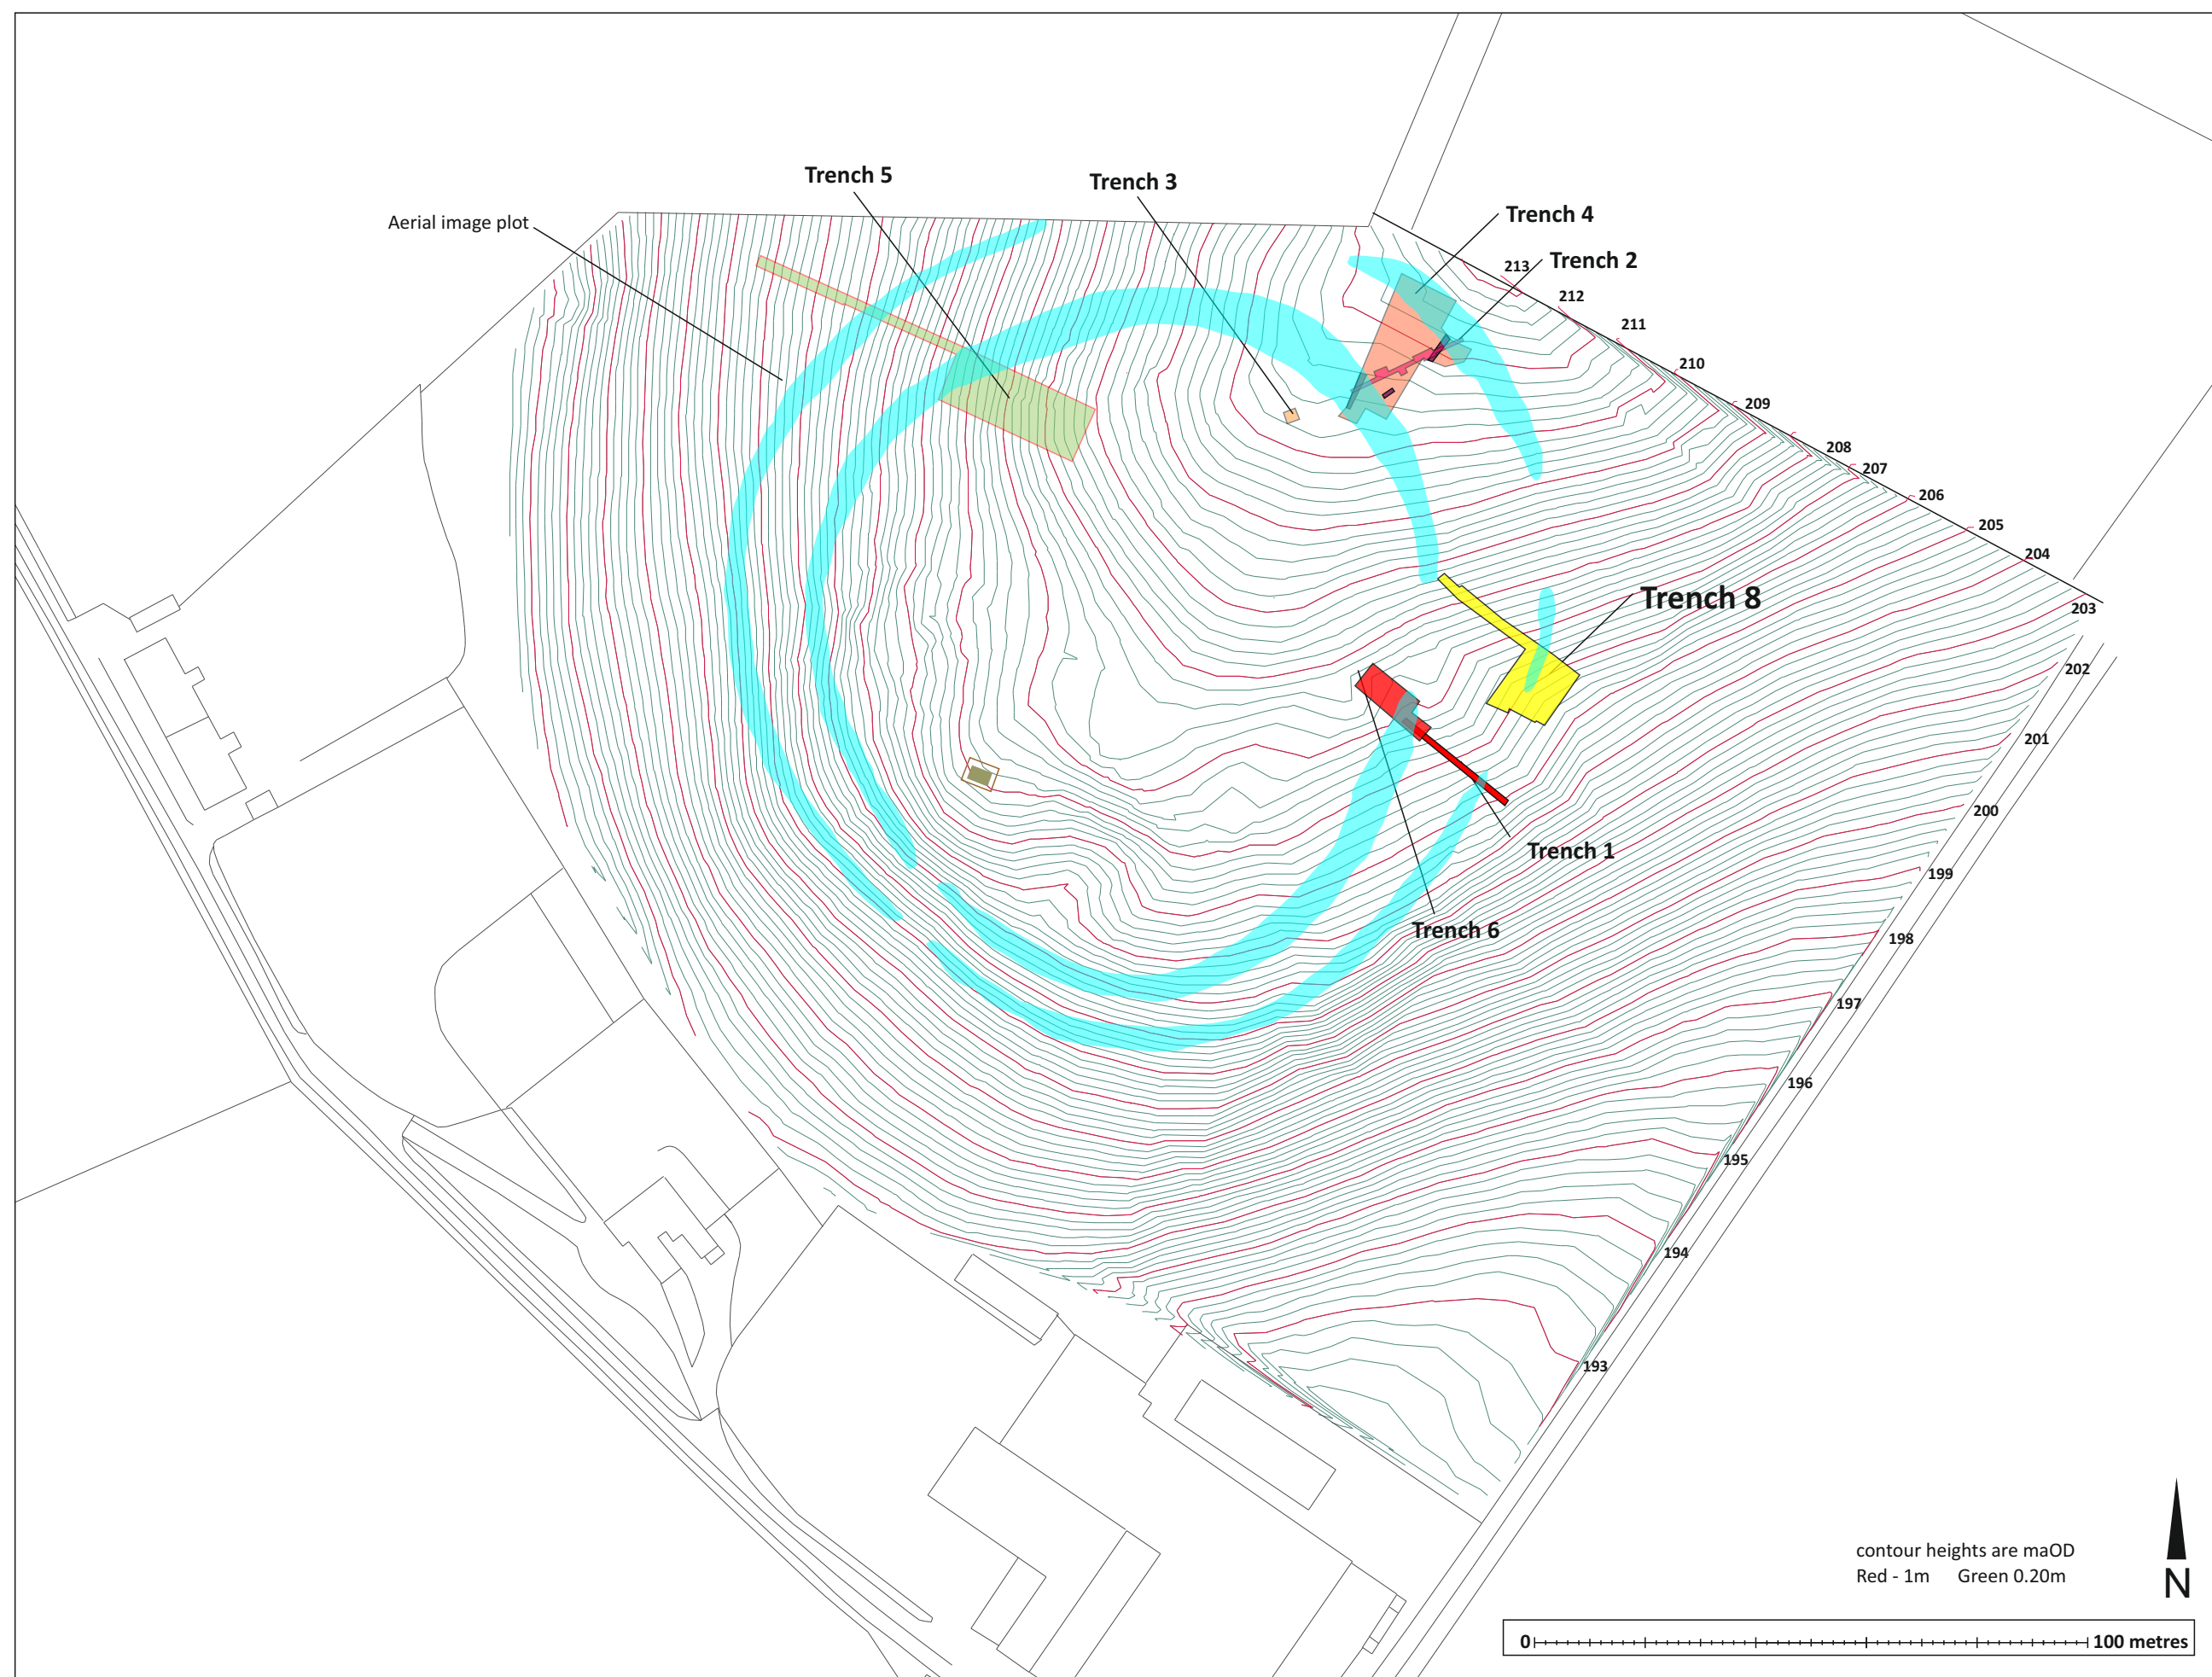 Trench 5
Trench 3
Aerial image plot
Trench 4
Trench 2
213
212
211
210
209
208
207
206
205
204
203
Trench 8
202
201
200
Trench 1
199
Trench 6
198
197
196
195
194
193
contour heights are maOD
Red - 1m Green 0.20m
N
0 100 metres